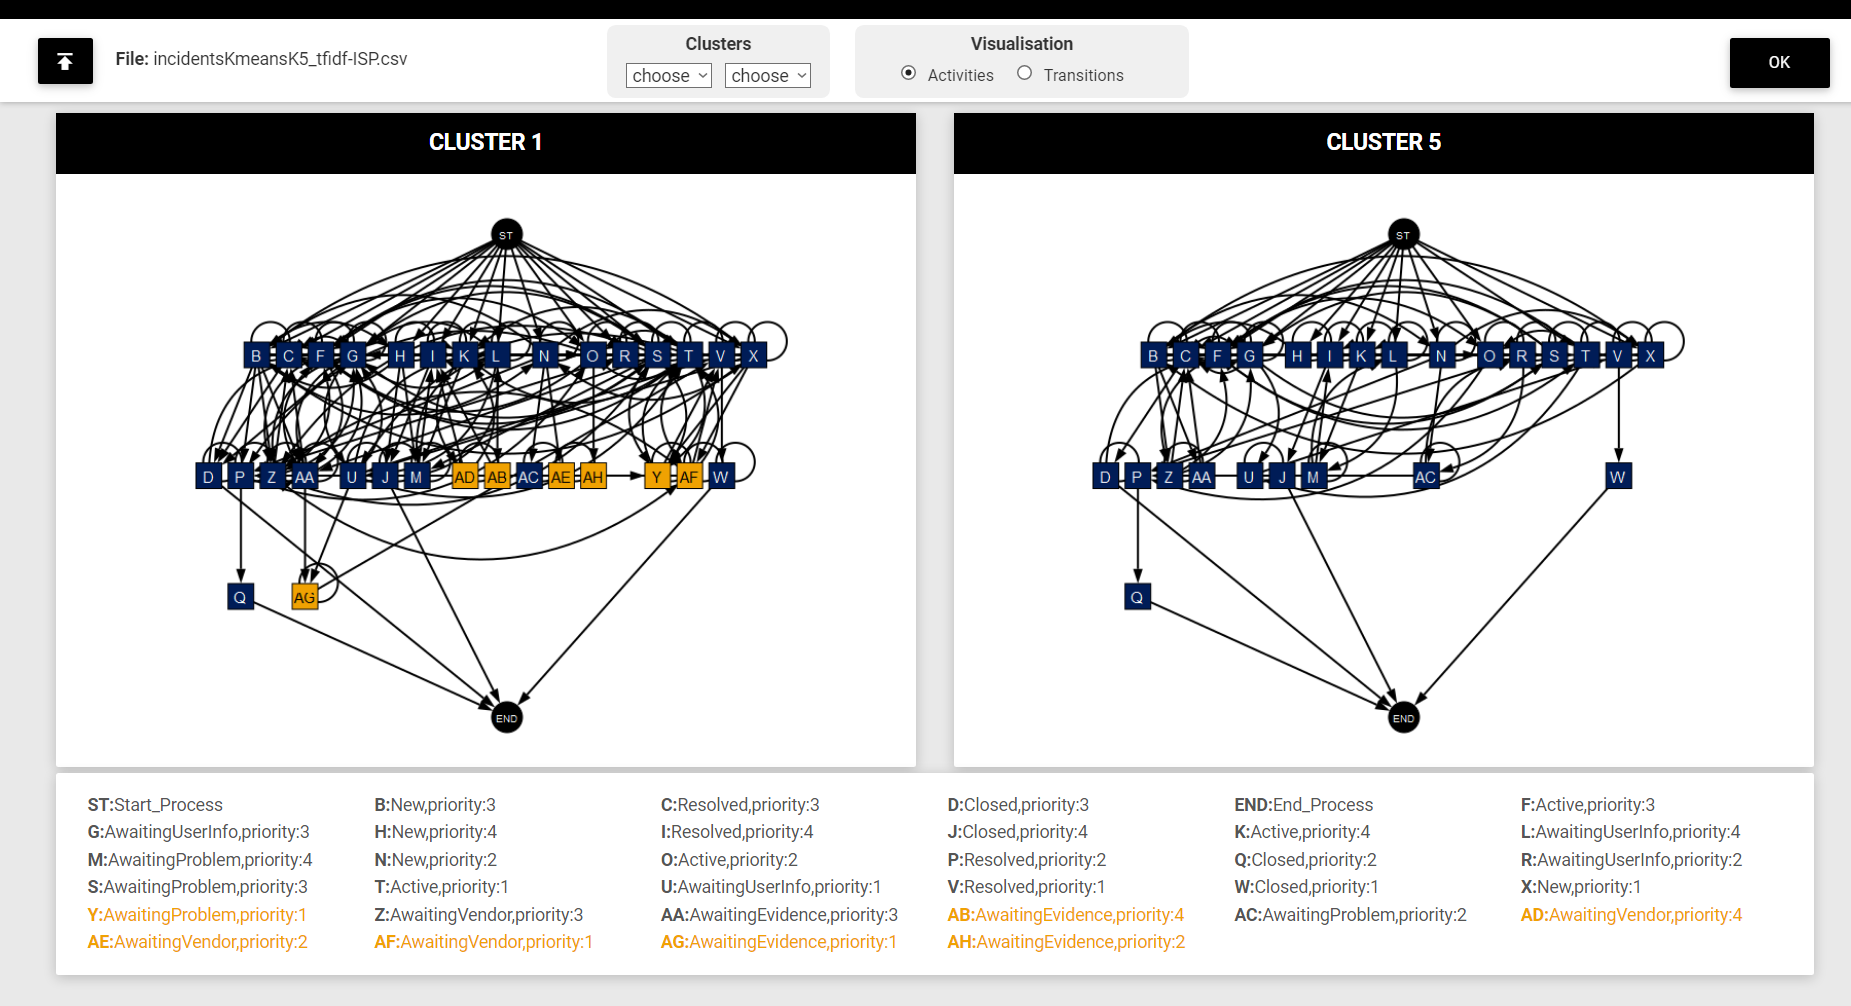 File: incidentsKmeansK5_tfidf-ISP.csv
Clusters
choose choose
Visualisation
Activities Transitions
OK
CLUSTER 1
ST
B C F G H I K L N O R S T V X
D P Z AA U J M AD AB AC AE AH Y AF W
Q AG
END
CLUSTER 5
ST
B C F G H I K L N O R S T V X
D P Z AA U J M AC W
Q
END
ST:Start_Process B:New,priority:3 C:Resolved,priority:3 D:Closed,priority:3 END:End_Process F:Active,priority:3
G:AwaitingUserInfo,priority:3 H:New,priority:4 I:Resolved,priority:4 J:Closed,priority:4 K:Active,priority:4 L:AwaitingUserInfo,priority:4
M:AwaitingProblem,priority:4 N:New,priority:2 O:Active,priority:2 P:Resolved,priority:2 Q:Closed,priority:2 R:AwaitingUserInfo,priority:2
S:AwaitingProblem,priority:3 T:Active,priority:1 U:AwaitingUserInfo,priority:1 V:Resolved,priority:1 W:Closed,priority:1 X:New,priority:1
Y:AwaitingProblem,priority:1 Z:AwaitingVendor,priority:3 AA:AwaitingEvidence,priority:3 AB:AwaitingEvidence,priority:4 AC:AwaitingProblem,priority:2 AD:AwaitingVendor,priority:4
AE:AwaitingVendor,priority:2 AF:AwaitingVendor,priority:1 AG:AwaitingEvidence,priority:1 AH:AwaitingEvidence,priority:2